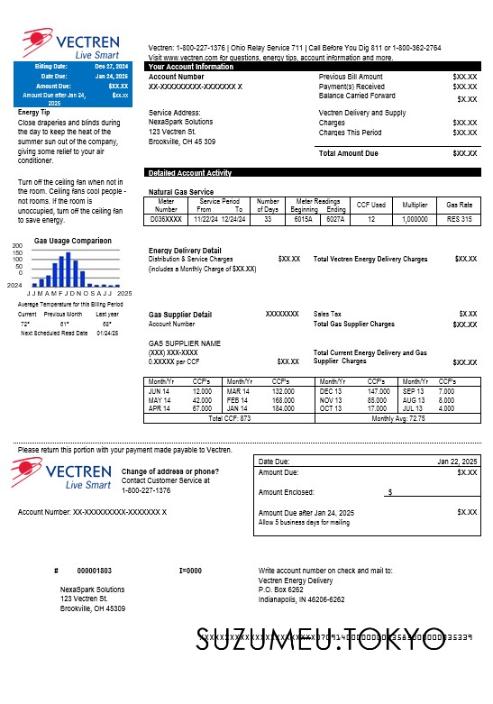 VECTREN
Live Smart
Vectren: 1-800-227-1376 | Ohio Relay Service 711 | Call Before You Dig 811 or 1-800-362-2764
Visit www.vectren.com for questions, energy tips, account information and more.
Billing Date: Dec 27, 2024
Date Due: Jan 24, 2025
Amount Due: $XX.XX
Amount Due after Jan 24, 2025 $xx.xx
Energy Tip
Close draperies and blinds during
the day to keep the heat of the
summer sun out of the company,
giving some relief to your air
conditioner.
Turn off the ceiling fan when not in
the room. Ceiling fans cool people -
not rooms. If the room is
unoccupied, turn off the ceiling fan
to save energy.
Gas Usage Comparison
200
150
100
50
0
2024 J J M A M F J D N O S A J J 2025
Average Temperature for this Billing Period
Current Previous Month Last year
72° 81° 68°
Next Scheduled Read Date 01/24/25
Your Account Information
Account Number
XX-XXXXXXXXX-XXXXXXX X
Service Address:
NexaSpark Solutions
123 Vectren St.
Brookville, OH 45 309
Previous Bill Amount $XX.XX
Payment(s) Received $XX.XX
Balance Carried Forward $X.XX
Vectren Delivery and Supply
Charges $XX.XX
Charges This Period $XX.XX
Total Amount Due $XX.XX
Detailed Account Activity
Natural Gas Service
Meter Number Service Period From To Number of Days Meter Readings Beginning Ending CCF Used Multiplier Gas Rate
D036XXXX 11/22/24 12/24/24 33 6015A 6027A 12 1,000000 RES 315
Energy Delivery Detail
Distribution & Service Charges $XX.XX Total Vectren Energy Delivery Charges $XX.XX
(includes a Monthly Charge of $XX.XX)
Gas Supplier Detail XXXXXXXX Sales Tax $X.XX
Account Number Total Gas Supplier Charges $XX.XX
GAS SUPPLIER NAME
(XXX) XXX-XXXX
0.XXXXX per CCF $XX.XX
Total Current Energy Delivery and Gas
Supplier Charges $XX.XX
Month/Yr CCF's Month/Yr CCF's Month/Yr CCF's Month/Yr CCF's
JUN 14 12.000 MAR 13 132.000 DEC 13 147.000 SEP 13 7.000
MAY 14 42.000 FEB 14 168.000 NOV 13 85.000 AUG 13 8.000
APR 14 67.000 JAN 14 184.000 OCT 13 17.000 JUL 13 4.000
Total CCF: 873 Monthly Avg: 72.75
Please return this portion with your payment made payable to Vectren.
VECTREN
Live Smart
Change of address or phone?
Contact Customer Service at
1-800-227-1376
Account Number: XX-XXXXXXXXX-XXXXXXX X
Date Due: Jan 22, 2025
Amount Due: $X.XX
Amount Enclosed: $
Amount Due after Jan 24, 2025 $X.XX
Allow 5 business days for mailing
# 000001803 I=0000
NexaSpark Solutions
123 Vectren St.
Brookville, OH 45309
Write account number on check and mail to:
Vectren Energy Delivery
P.O. Box 6262
Indianapolis, IN 46206-6262
SUZUMEU.TOKYO